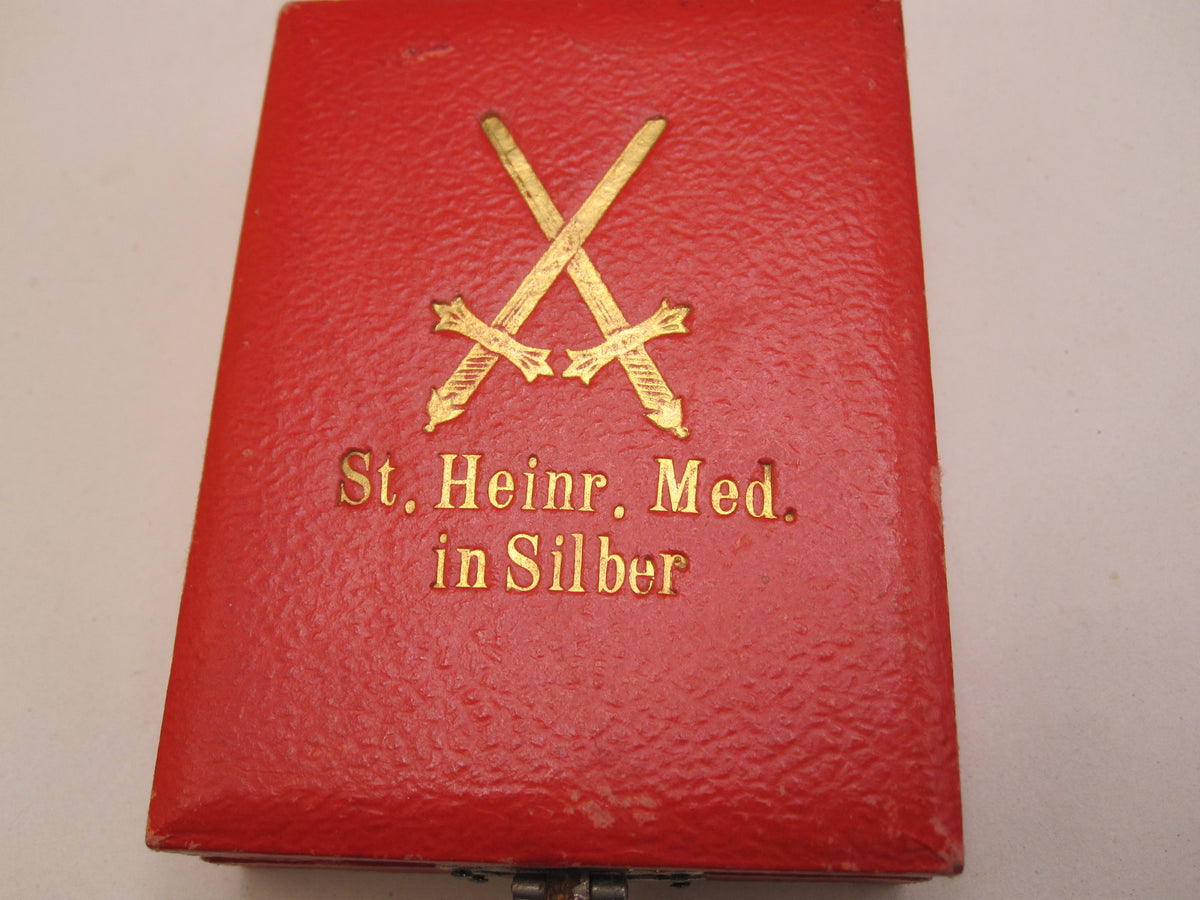 St. Heinr. Med.
in Silber